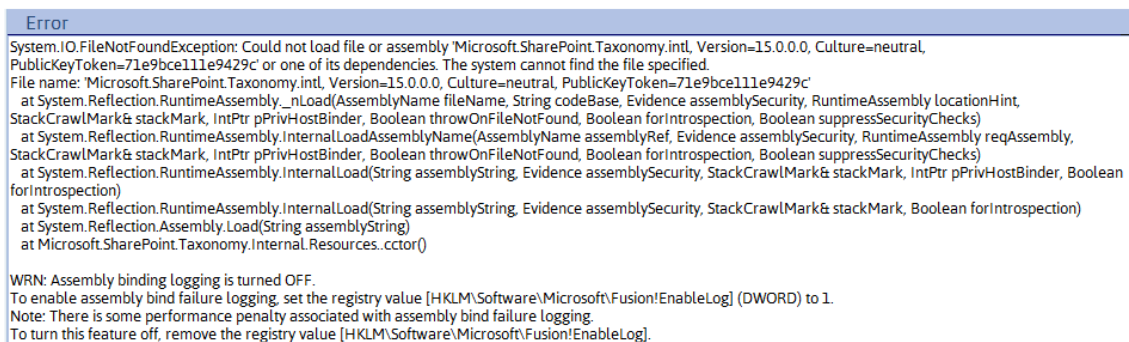 Error
System.IO.FileNotFoundException: Could not load file or assembly 'Microsoft.SharePoint.Taxonomy.intl, Version=15.0.0.0, Culture=neutral,
PublicKeyToken=71e9bce111e9429c' or one of its dependencies. The system cannot find the file specified.
File name: 'Microsoft.SharePoint.Taxonomy.intl, Version=15.0.0.0, Culture=neutral, PublicKeyToken=71e9bce111e9429c'
at System.Reflection.RuntimeAssembly._nLoad(AssemblyName fileName, String codeBase, Evidence assemblySecurity, RuntimeAssembly locationHint,
StackCrawlMark& stackMark, IntPtr pPrivHostBinder, Boolean throwOnFileNotFound, Boolean forIntrospection, Boolean suppressSecurityChecks)
at System.Reflection.RuntimeAssembly.InternalLoadAssemblyName(AssemblyName assemblyRef, Evidence assemblySecurity, RuntimeAssembly reqAssembly,
StackCrawlMark& stackMark, IntPtr pPrivHostBinder, Boolean throwOnFileNotFound, Boolean forIntrospection, Boolean suppressSecurityChecks)
at System.Reflection.RuntimeAssembly.InternalLoad(String assemblyString, Evidence assemblySecurity, StackCrawlMark& stackMark, IntPtr pPrivHostBinder, Boolean
forIntrospection)
at System.Reflection.RuntimeAssembly.InternalLoad(String assemblyString, Evidence assemblySecurity, StackCrawlMark& stackMark, Boolean forIntrospection)
at System.Reflection.Assembly.Load(String assemblyString)
at Microsoft.SharePoint.Taxonomy.Internal.Resources..cctor()
WRN: Assembly binding logging is turned OFF.
To enable assembly bind failure logging, set the registry value [HKLM\Software\Microsoft\Fusion!EnableLog] (DWORD) to 1.
Note: There is some performance penalty associated with assembly bind failure logging.
To turn this feature off, remove the registry value [HKLM\Software\Microsoft\Fusion!EnableLog].